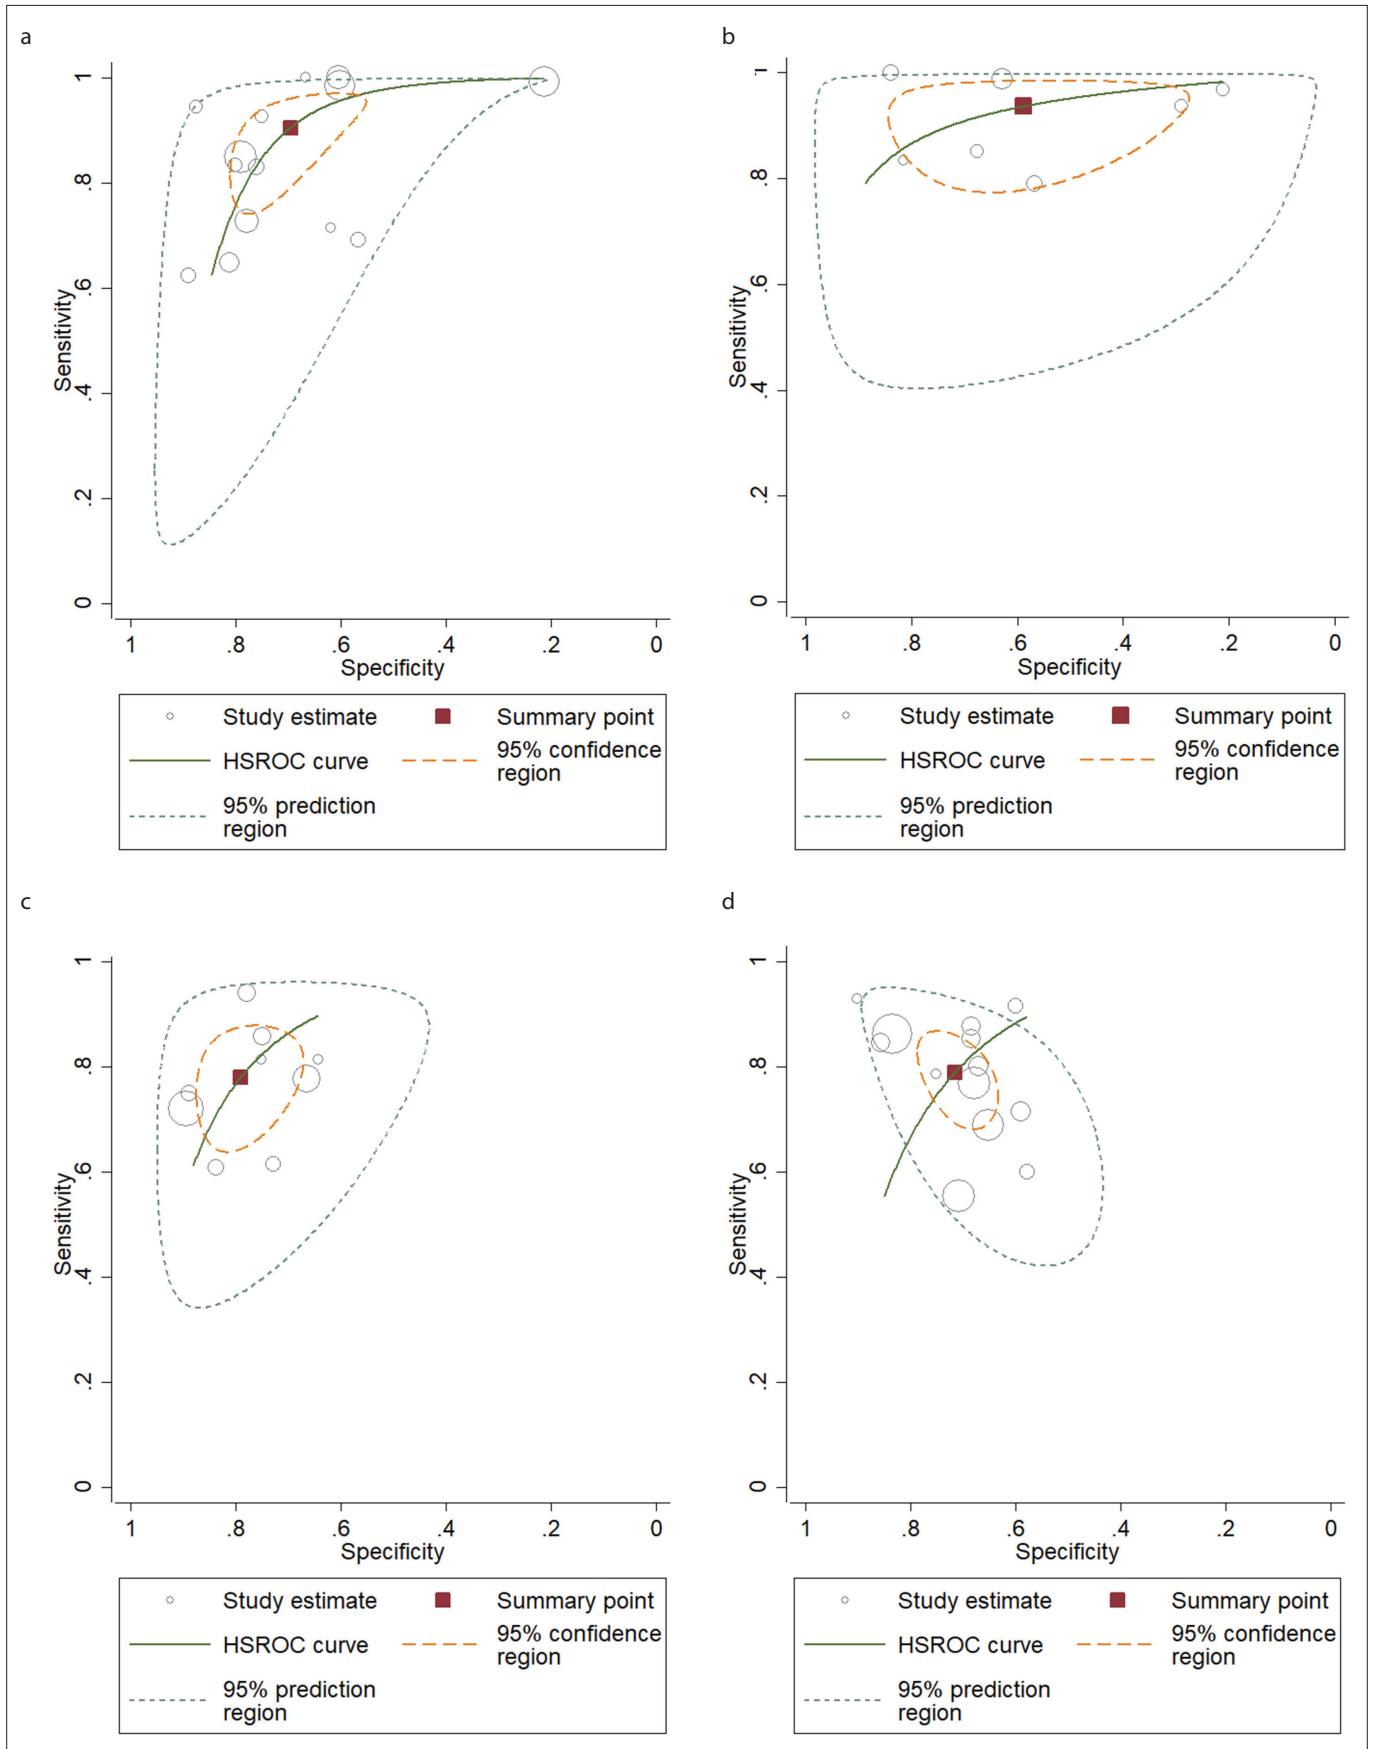 a
1
.8
.6
.4
.2
0
Sensitivity
1 .8 .6 .4 .2 0
Specificity
Study estimate Summary point
HSROC curve 95% confidence region
95% prediction region
b
1
.8
.6
.4
.2
0
Sensitivity
1 .8 .6 .4 .2 0
Specificity
Study estimate Summary point
HSROC curve 95% confidence region
95% prediction region
c
1
.8
.6
.4
.2
0
Sensitivity
1 .8 .6 .4 .2 0
Specificity
Study estimate Summary point
HSROC curve 95% confidence region
95% prediction region
d
1
.8
.6
.4
.2
0
Sensitivity
1 .8 .6 .4 .2 0
Specificity
Study estimate Summary point
HSROC curve 95% confidence region
95% prediction region